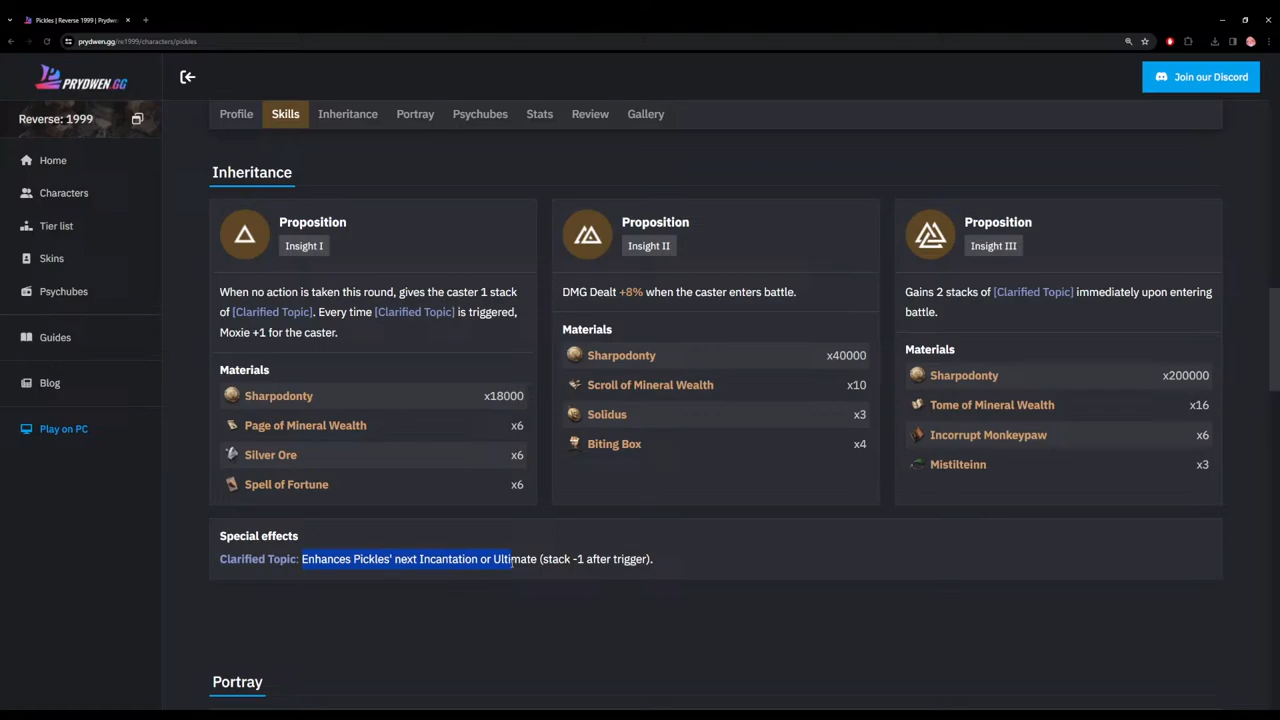 Pickles | Reverse 1999 | Prydwe
prydwen.gg/re1999/characters/pickles
PRYDWEN.GG
Join our Discord
Reverse: 1999
Home
Characters
Tier list
Skins
Psychubes
Guides
Blog
Play on PC
Profile Skills Inheritance Portray Psychubes Stats Review Gallery
Inheritance
Proposition
Insight I
When no action is taken this round, gives the caster 1 stack
of [Clarified Topic]. Every time [Clarified Topic] is triggered,
Moxie +1 for the caster.
Materials
Sharpodonty x18000
Page of Mineral Wealth x6
Silver Ore x6
Spell of Fortune x6
Proposition
Insight II
DMG Dealt +8% when the caster enters battle.
Materials
Sharpodonty x40000
Scroll of Mineral Wealth x10
Solidus x3
Biting Box x4
Proposition
Insight III
Gains 2 stacks of [Clarified Topic] immediately upon entering
battle.
Materials
Sharpodonty x200000
Tome of Mineral Wealth x16
Incorrupt Monkeypaw x6
Mistilteinn x3
Special effects
Clarified Topic: Enhances Pickles' next Incantation or Ultimate (stack -1 after trigger).
Portray